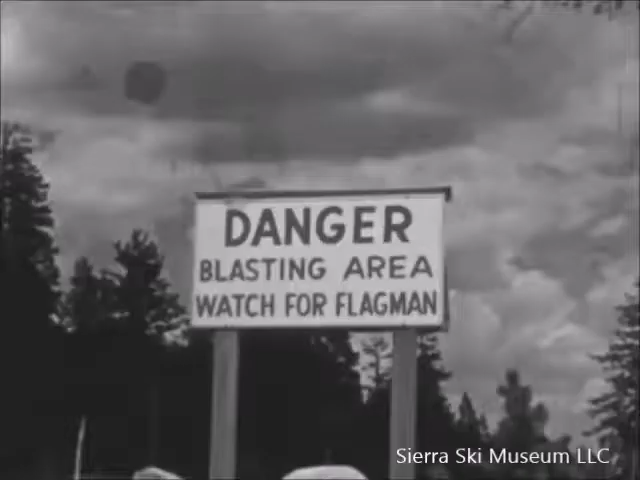 DANGER
BLASTING AREA
WATCH FOR FLAGMAN
Sierra Ski Museum LLC